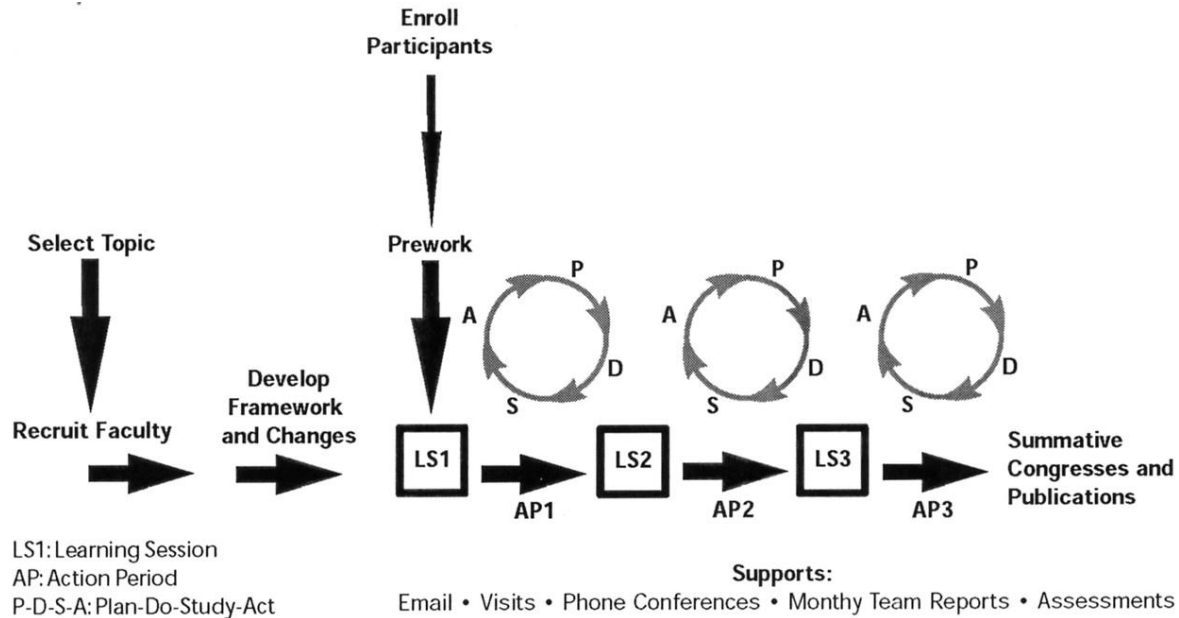 Enroll
Participants
Select Topic
Prework
P
A
D
S
P
A
D
S
P
A
D
S
Recruit Faculty
Develop
Framework
and Changes
LS1
AP1
LS2
AP2
LS3
AP3
Summative
Congresses and
Publications
LS1: Learning Session
AP: Action Period
P-D-S-A: Plan-Do-Study-Act
Supports:
Email • Visits • Phone Conferences • Monthy Team Reports • Assessments